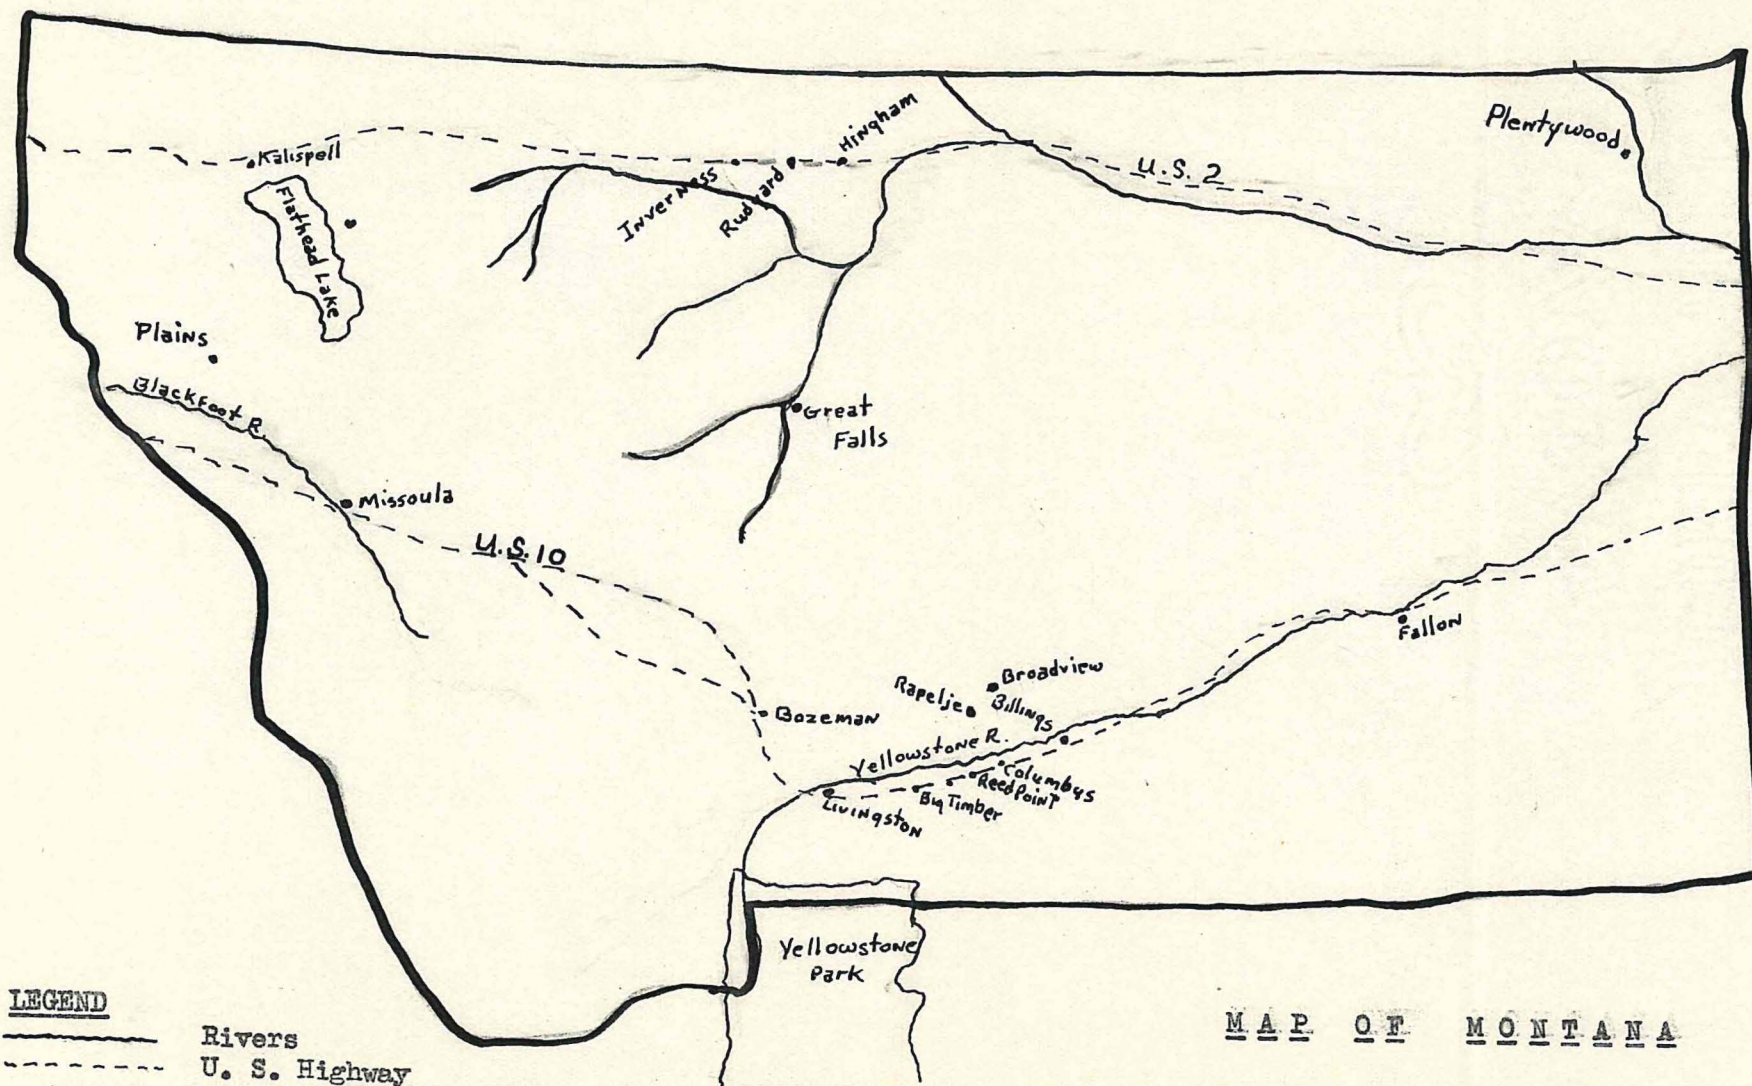 Kalispell
Flathead Lake
Inverness
Rudyard
Hingham
U.S. 2
Plentywood
Plains
Blackfoot R.
Great
Falls
Missoula
U.S. 10
Bozeman
Broadview
Rapelje
Billings
Yellowstone R.
Columbus
Reed Point
Big Timber
Livingston
Fallon
Yellowstone
Park
LEGEND
Rivers
U. S. Highway
MAP OF MONTANA